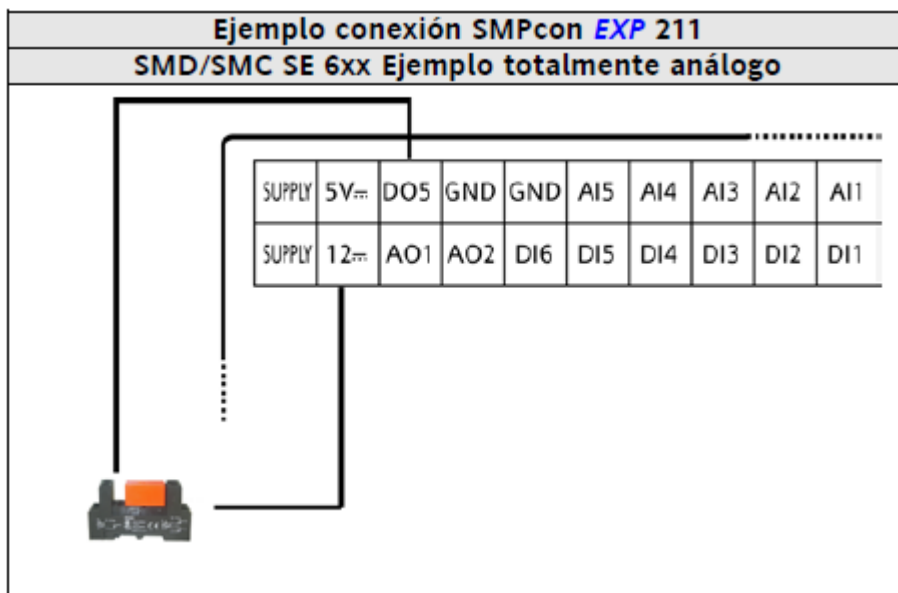 Ejemplo conexión SMPcon EXP 211
SMD/SMC SE 6xx Ejemplo totalmente análogo
SUPPLY 5V⎓ DO5 GND GND AI5 AI4 AI3 AI2 AI1
SUPPLY 12⎓ AO1 AO2 DI6 DI5 DI4 DI3 DI2 DI1